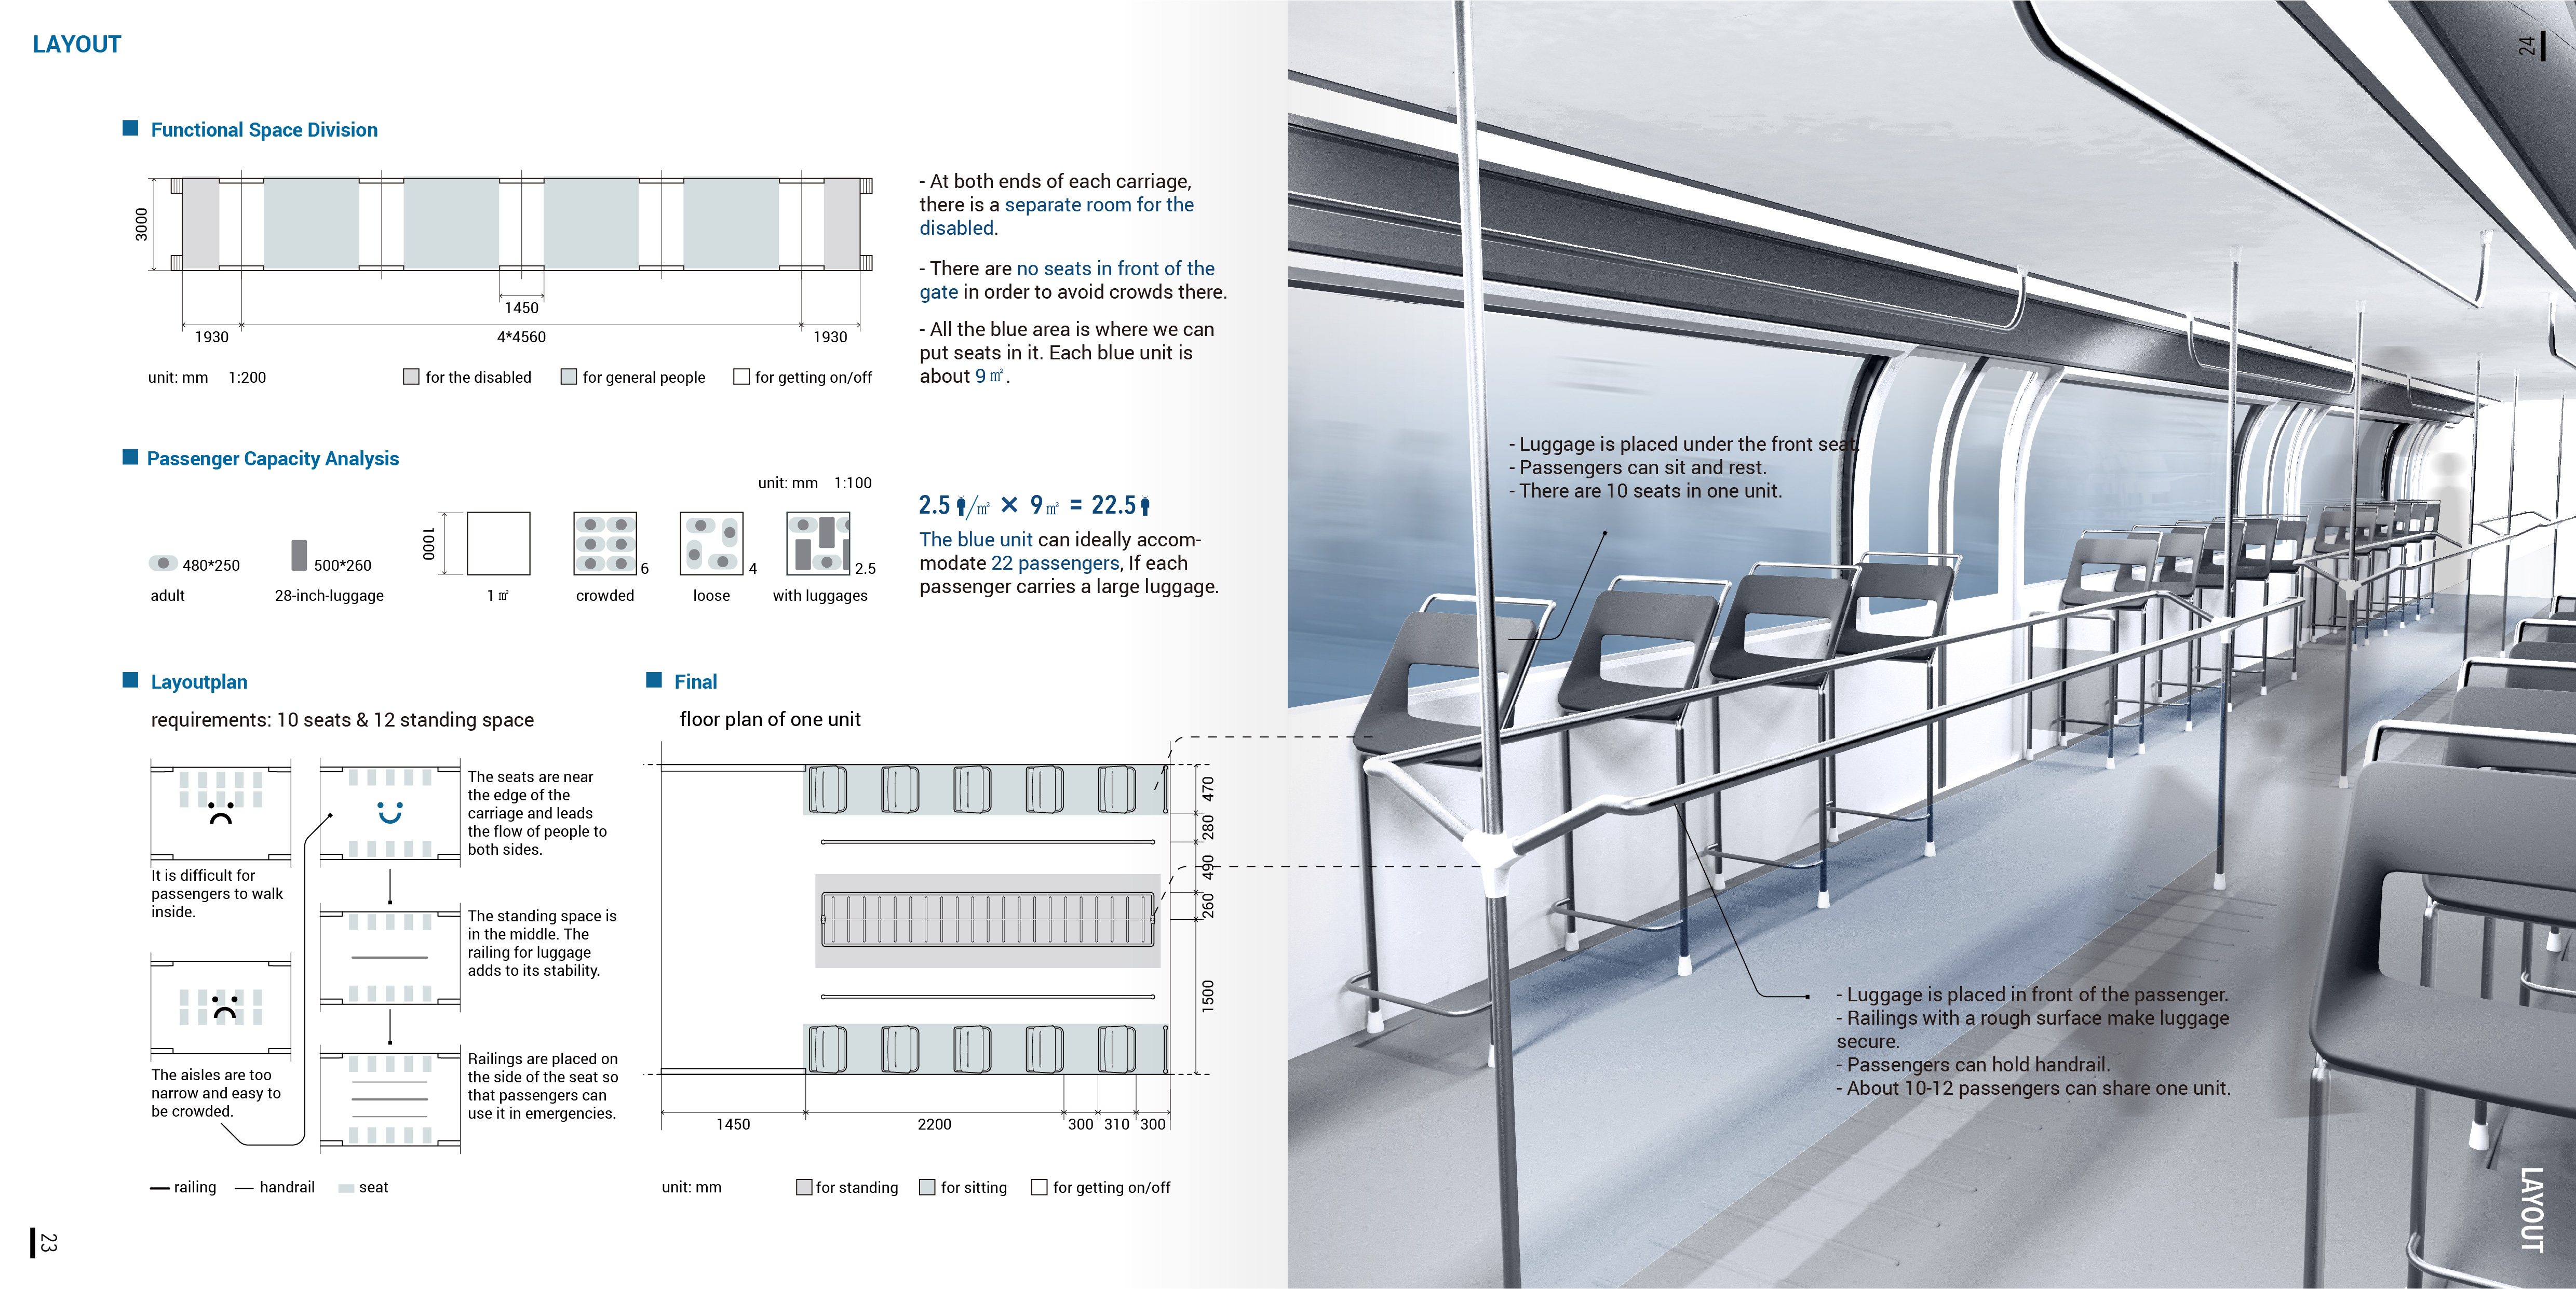 LAYOUT
Functional Space Division
3000
1450
1930
4*4560
1930
unit: mm 1:200
for the disabled
for general people
for getting on/off
- At both ends of each carriage,
there is a separate room for the
disabled.
- There are no seats in front of the
gate in order to avoid crowds there.
- All the blue area is where we can
put seats in it. Each blue unit is
about 9 ㎡.
Passenger Capacity Analysis
unit: mm 1:100
480*250
adult
500*260
28-inch-luggage
1000
1 ㎡
6
crowded
4
loose
2.5
with luggages
2.5 /㎡ × 9 ㎡ = 22.5
The blue unit can ideally accom-
modate 22 passengers, If each
passenger carries a large luggage.
Layoutplan
requirements: 10 seats & 12 standing space
It is difficult for
passengers to walk
inside.
The aisles are too
narrow and easy to
be crowded.
The seats are near
the edge of the
carriage and leads
the flow of people to
both sides.
The standing space is
in the middle. The
railing for luggage
adds to its stability.
Railings are placed on
the side of the seat so
that passengers can
use it in emergencies.
railing
handrail
seat
Final
floor plan of one unit
470
280
490
260
1500
1450
2200
300
310
300
unit: mm
for standing
for sitting
for getting on/off
23
24
- Luggage is placed under the front seat.
- Passengers can sit and rest.
- There are 10 seats in one unit.
- Luggage is placed in front of the passenger.
- Railings with a rough surface make luggage
secure.
- Passengers can hold handrail.
- About 10-12 passengers can share one unit.
LAYOUT